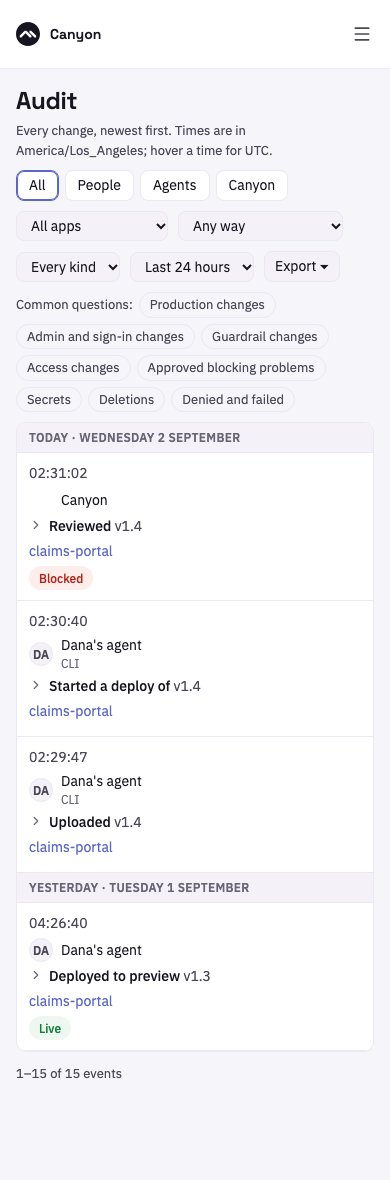 Canyon
Audit
Every change, newest first. Times are in
America/Los_Angeles; hover a time for UTC.
All People Agents Canyon
All apps Any way
Every kind Last 24 hours Export
Common questions: Production changes
Admin and sign-in changes Guardrail changes
Access changes Approved blocking problems
Secrets Deletions Denied and failed
TODAY · WEDNESDAY 2 SEPTEMBER
02:31:02
Canyon
Reviewed v1.4
claims-portal
Blocked
02:30:40
DA Dana's agent
CLI
Started a deploy of v1.4
claims-portal
02:29:47
DA Dana's agent
CLI
Uploaded v1.4
claims-portal
YESTERDAY · TUESDAY 1 SEPTEMBER
04:26:40
DA Dana's agent
Deployed to preview v1.3
claims-portal
Live
1–15 of 15 events